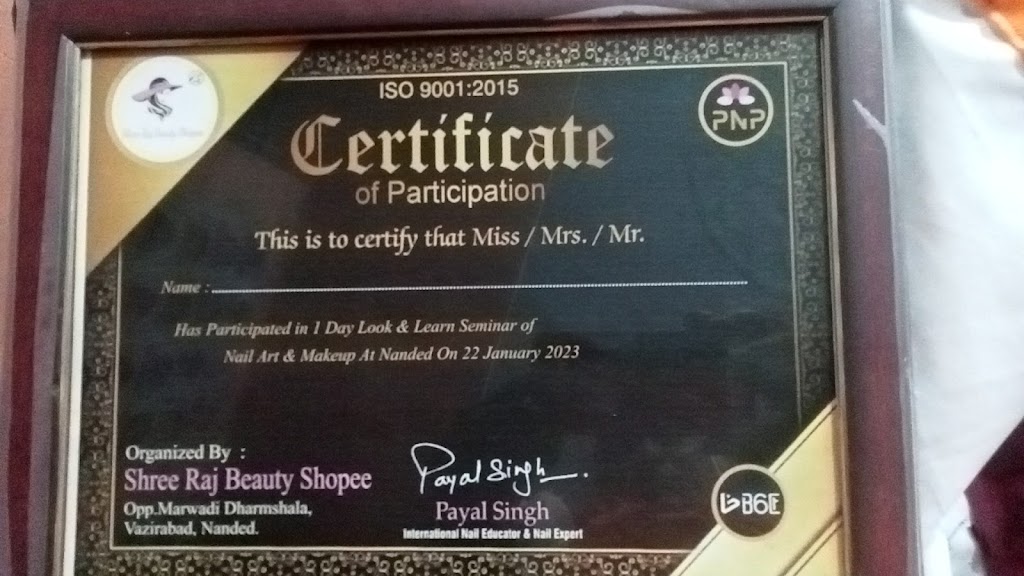 ISO 9001:2015
PNP
Certificate
of Participation
This is to certify that Miss / Mrs. / Mr.
Name :
Has Participated in 1 Day Look & Learn Seminar of
Nail Art & Makeup At Nanded On 22 January 2023
Organized By :
Shree Raj Beauty Shopee
Opp.Marwadi Dharmshala,
Vazirabad, Nanded.
Payal Singh
Payal Singh
International Nail Educator & Nail Expert